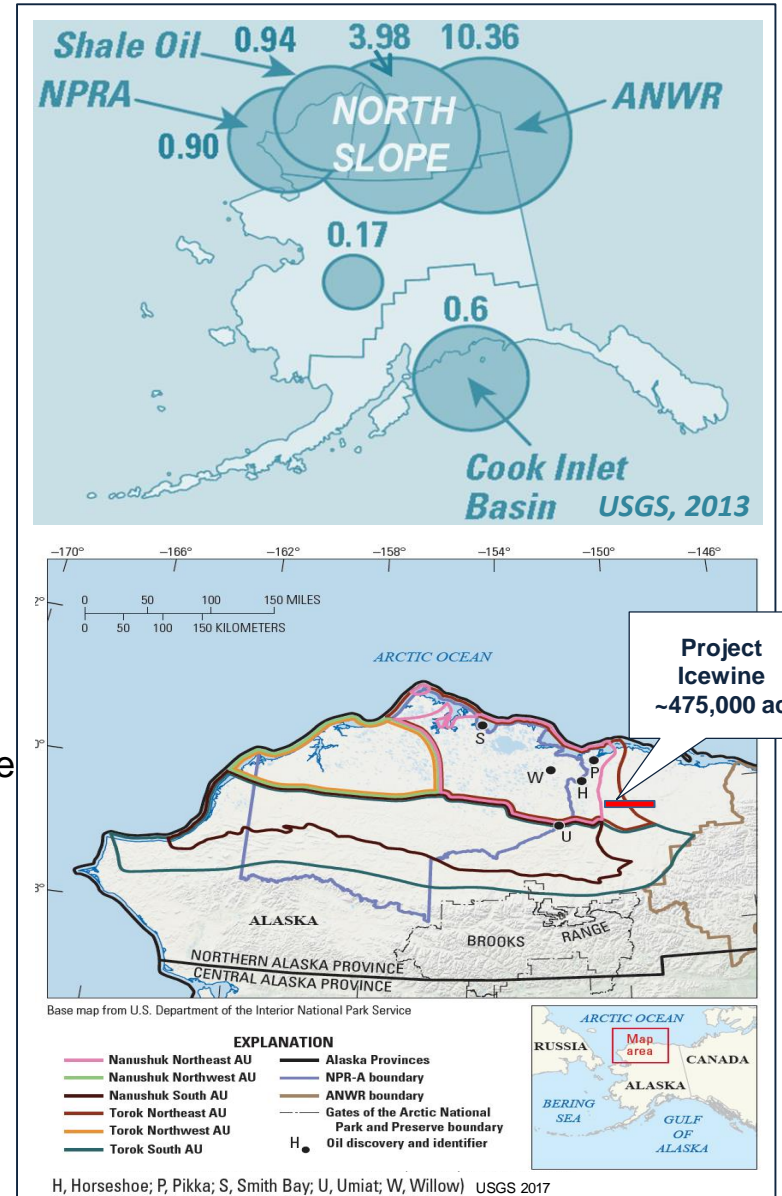 Shale Oil 0.94 3.98 10.36
NPRA
NORTH
SLOPE
ANWR
0.90
0.17
0.6
Cook Inlet
Basin
USGS, 2013
–170° –166° –162° –158° –154° –150° –146°
0 50 100 150 MILES
0 50 100 150 KILOMETERS
ARCTIC OCEAN
Project
Icewine
~475,000 ac
S
W
P
H
U
ALASKA
BROOKS
RANGE
NORTHERN ALASKA PROVINCE
CENTRAL ALASKA PROVINCE
Base map from U.S. Department of the Interior National Park Service
EXPLANATION
Nanushuk Northeast AU
Nanushuk Northwest AU
Nanushuk South AU
Torok Northeast AU
Torok Northwest AU
Torok South AU
Alaska Provinces
NPR-A boundary
ANWR boundary
Gates of the Arctic National
Park and Preserve boundary
H Oil discovery and identifier
ARCTIC OCEAN
RUSSIA
Map
area
CANADA
ALASKA
BERING
SEA
GULF
OF
ALASKA
H, Horseshoe; P, Pikka; S, Smith Bay; U, Umiat; W, Willow) USGS 2017